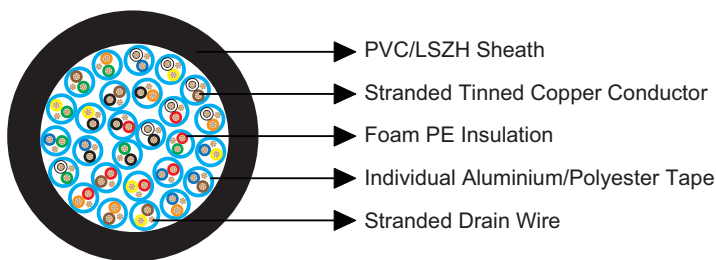 PVC/LSZH Sheath
Stranded Tinned Copper Conductor
Foam PE Insulation
Individual Aluminium/Polyester Tape
Stranded Drain Wire